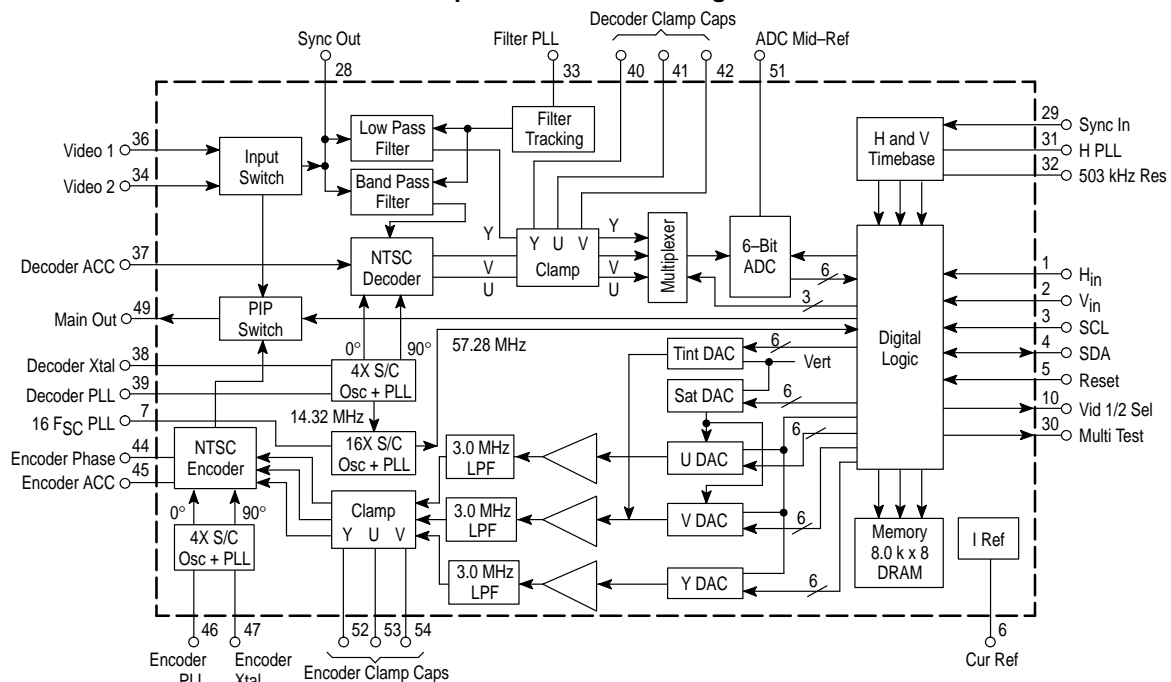 Decoder Clamp Caps
Sync Out
Filter PLL
ADC Mid–Ref
28
33
40
41
42
51
Video 1
36
Video 2
34
Input
Switch
Low Pass
Filter
Band Pass
Filter
Filter
Tracking
H and V
Timebase
29
Sync In
31
H PLL
32
503 kHz Res
Decoder ACC
37
NTSC
Decoder
Y
V
U
Y U V
Clamp
Y
V
U
Multiplexer
6–Bit
ADC
6
3
Digital
Logic
1
Hin
2
Vin
3
SCL
4
SDA
5
Reset
10
Vid 1/2 Sel
30
Multi Test
Main Out
49
PIP
Switch
0°
90°
57.28 MHz
Decoder Xtal
38
Decoder PLL
39
4X S/C
Osc + PLL
14.32 MHz
16 FSC PLL
7
16X S/C
Osc + PLL
Tint DAC
6
Vert
Sat DAC
6
Encoder Phase
44
Encoder ACC
45
NTSC
Encoder
3.0 MHz
LPF
U DAC
6
0°
90°
4X S/C
Osc + PLL
Clamp
Y U V
3.0 MHz
LPF
V DAC
6
3.0 MHz
LPF
Y DAC
6
Memory
8.0 k x 8
DRAM
I Ref
46
47
52
53
54
6
Encoder
Encoder
Encoder Clamp Caps
Cur Ref